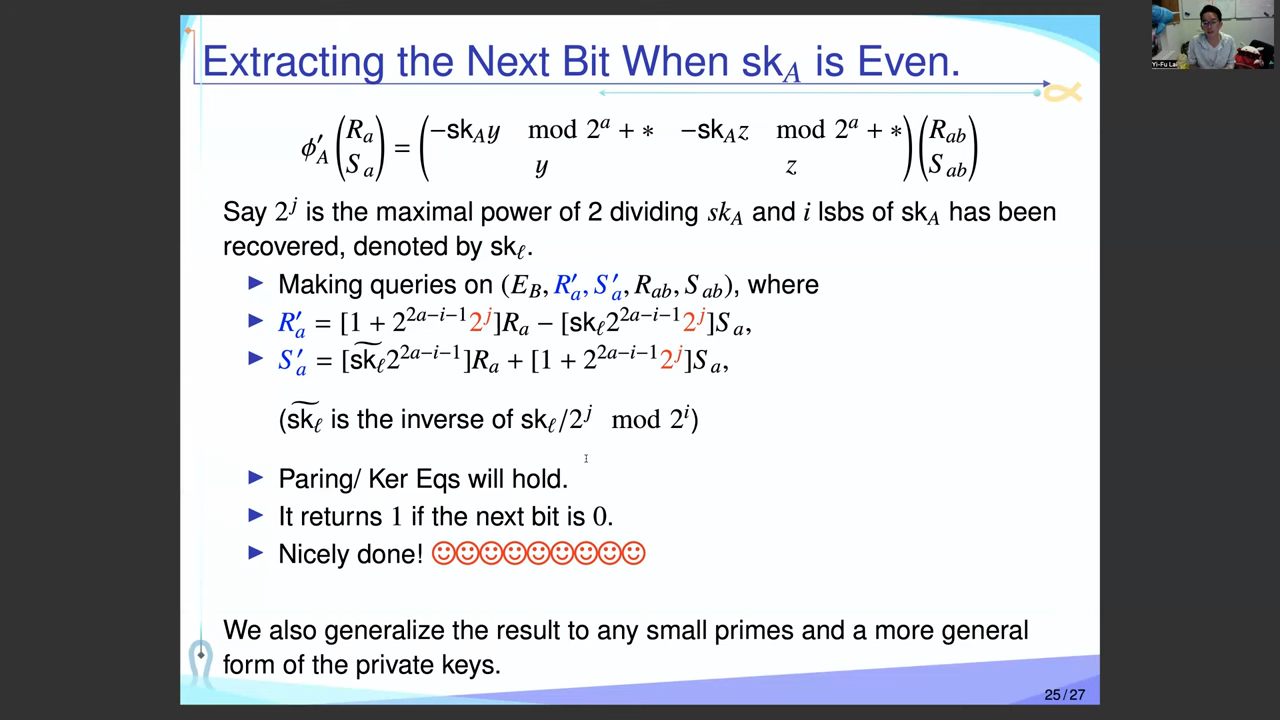 Extracting the Next Bit When sk_A is Even.
ϕ′_A (R_a S_a) = (−sk_A y mod 2^a + ∗ −sk_A z mod 2^a + ∗ y z) (R_ab S_ab)
Say 2^j is the maximal power of 2 dividing sk_A and i lsbs of sk_A has been
recovered, denoted by sk_ℓ.
▶ Making queries on (E_B, R′_a, S′_a, R_ab, S_ab), where
▶ R′_a = [1 + 2^{2a−i−1}2^j]R_a − [sk_ℓ2^{2a−i−1}2^j]S_a,
▶ S′_a = [s͠k_ℓ2^{2a−i−1}]R_a + [1 + 2^{2a−i−1}2^j]S_a,
(s͠k_ℓ is the inverse of sk_ℓ/2^j mod 2^i)
▶ Paring/ Ker Eqs will hold.
▶ It returns 1 if the next bit is 0.
▶ Nicely done! ☺☺☺☺☺☺☺☺☺
We also generalize the result to any small primes and a more general
form of the private keys.
25 / 27
Yi-Fu Lai